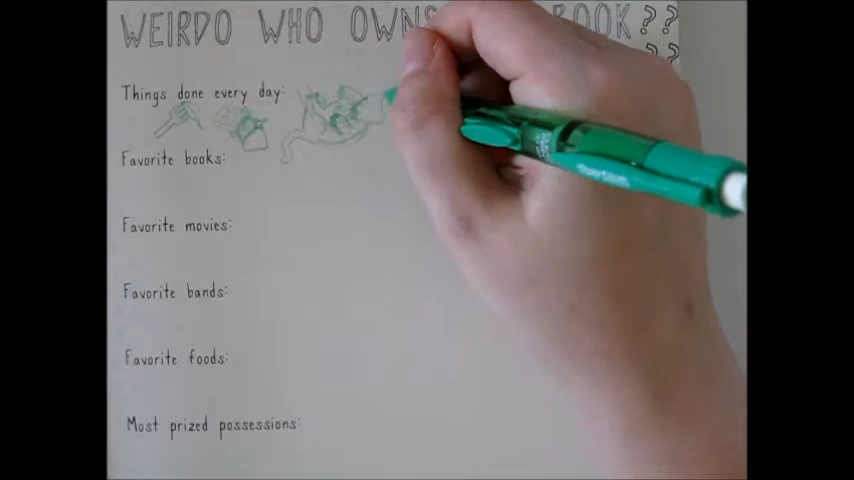 WEIRDO WHO OWNS BOOK??
??
Things done every day:
Favorite books:
Favorite movies:
Favorite bands:
Favorite foods:
Most prized possessions: